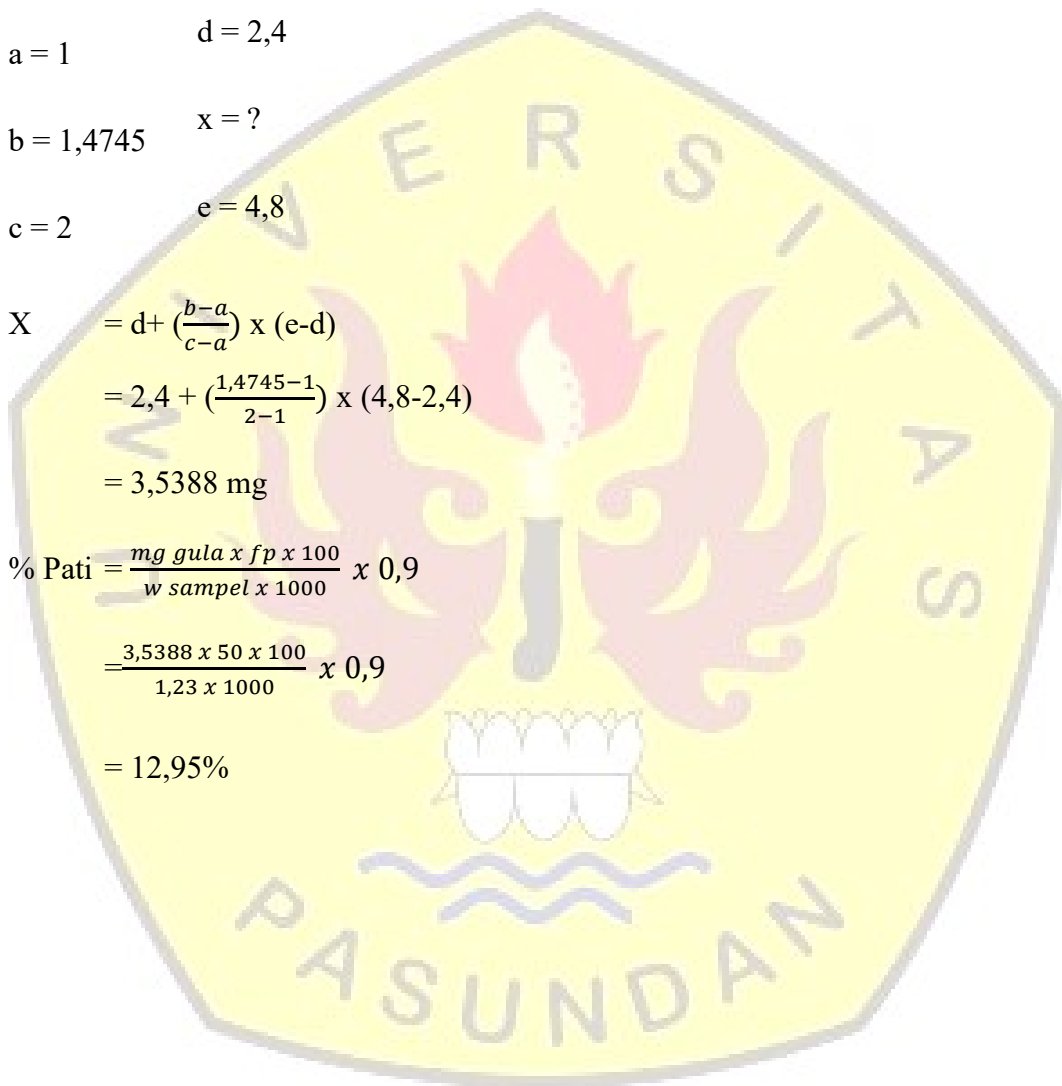 a = 1
d = 2,4
b = 1,4745
x = ?
c = 2
e = 4,8
X = d+ (b−a/c−a) x (e-d)
= 2,4 + (1,4745−1/2−1) x (4,8-2,4)
= 3,5388 mg
% Pati = mg gula x fp x 100/w sampel x 1000 x 0,9
= 3,5388 x 50 x 100/1,23 x 1000 x 0,9
= 12,95%
UNIVERSITAS
PASUNDAN